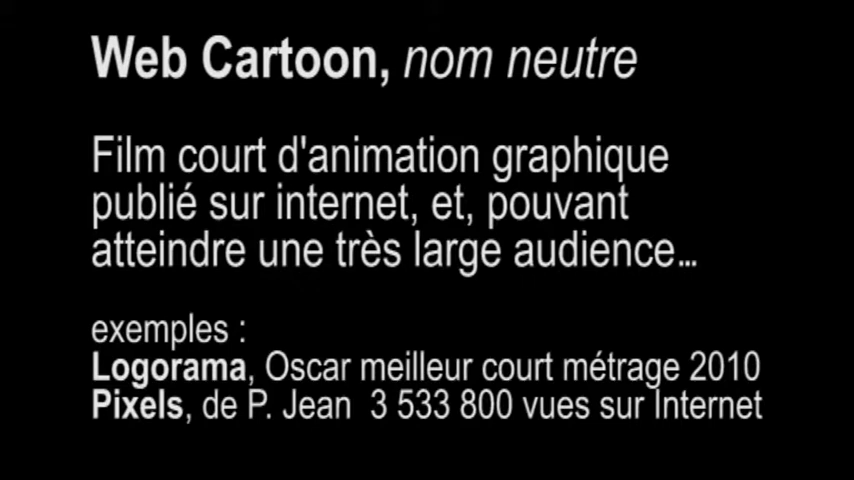 Web Cartoon, nom neutre
Film court d'animation graphique
publié sur internet, et, pouvant
atteindre une très large audience...
exemples :
Logorama, Oscar meilleur court métrage 2010
Pixels, de P. Jean 3 533 800 vues sur Internet